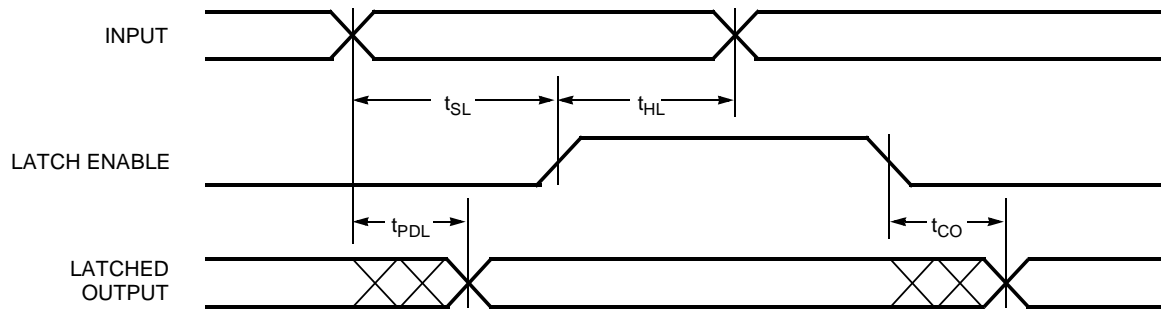 INPUT
tSL
tHL
LATCH ENABLE
tPDL
tCO
LATCHED
OUTPUT